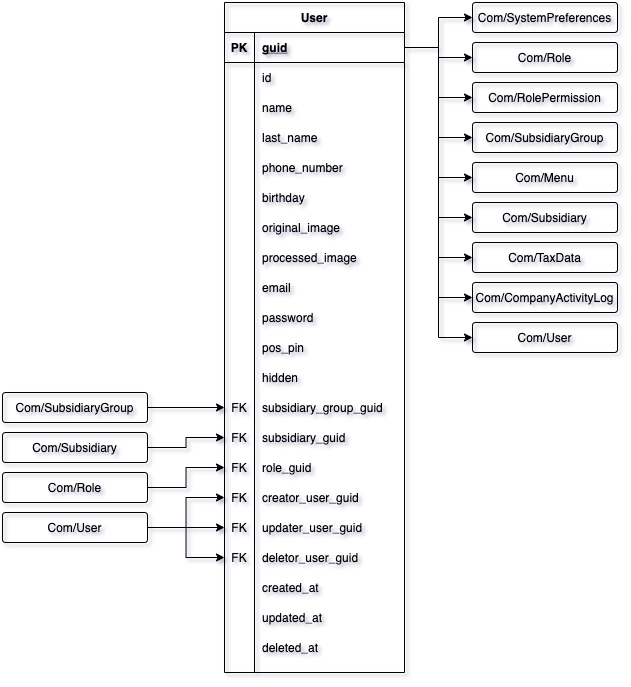 User
PK guid
id
name
last_name
phone_number
birthday
original_image
processed_image
email
password
pos_pin
hidden
FK subsidiary_group_guid
FK subsidiary_guid
FK role_guid
FK creator_user_guid
FK updater_user_guid
FK deletor_user_guid
created_at
updated_at
deleted_at
Com/SubsidiaryGroup
Com/Subsidiary
Com/Role
Com/User
Com/SystemPreferences
Com/Role
Com/RolePermission
Com/SubsidiaryGroup
Com/Menu
Com/Subsidiary
Com/TaxData
Com/CompanyActivityLog
Com/User